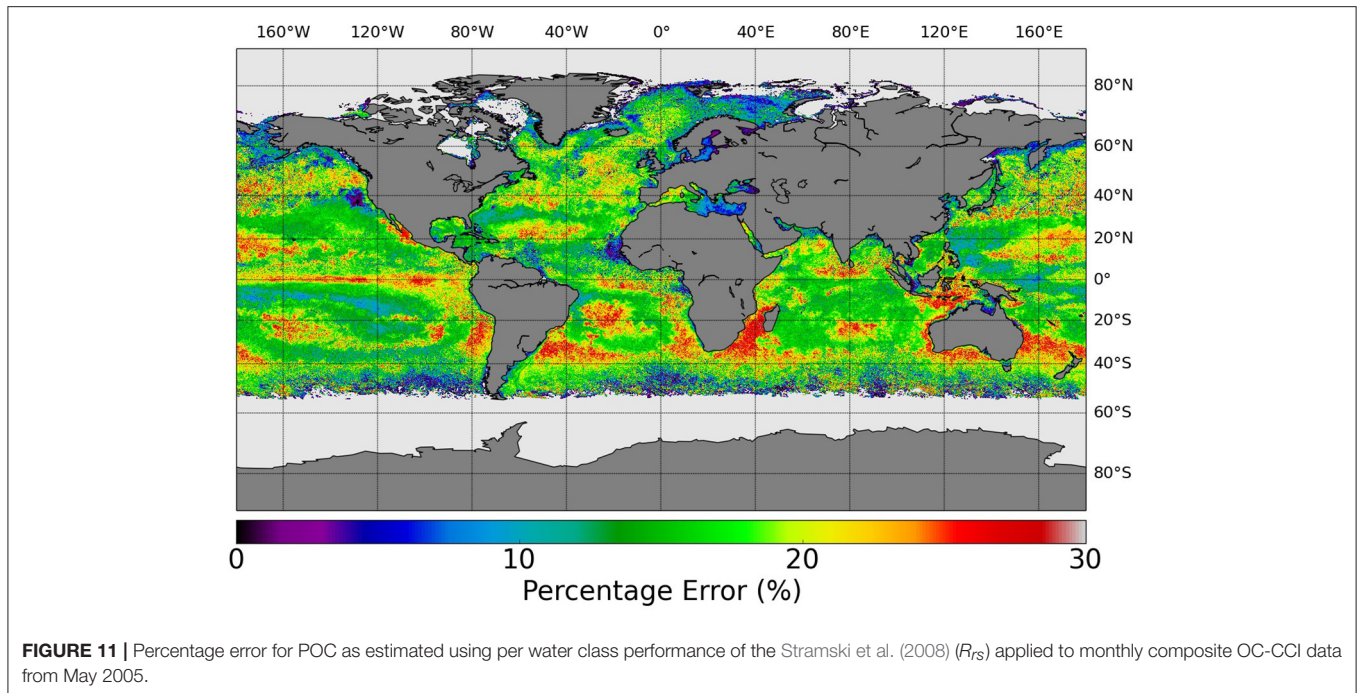 160°W 120°W 80°W 40°W 0° 40°E 80°E 120°E 160°E
80°N
60°N
40°N
20°N
0°
20°S
40°S
60°S
80°S
0 10 20 30
Percentage Error (%)
FIGURE 11 | Percentage error for POC as estimated using per water class performance of the Stramski et al. (2008) (Rrs) applied to monthly composite OC-CCI data
from May 2005.